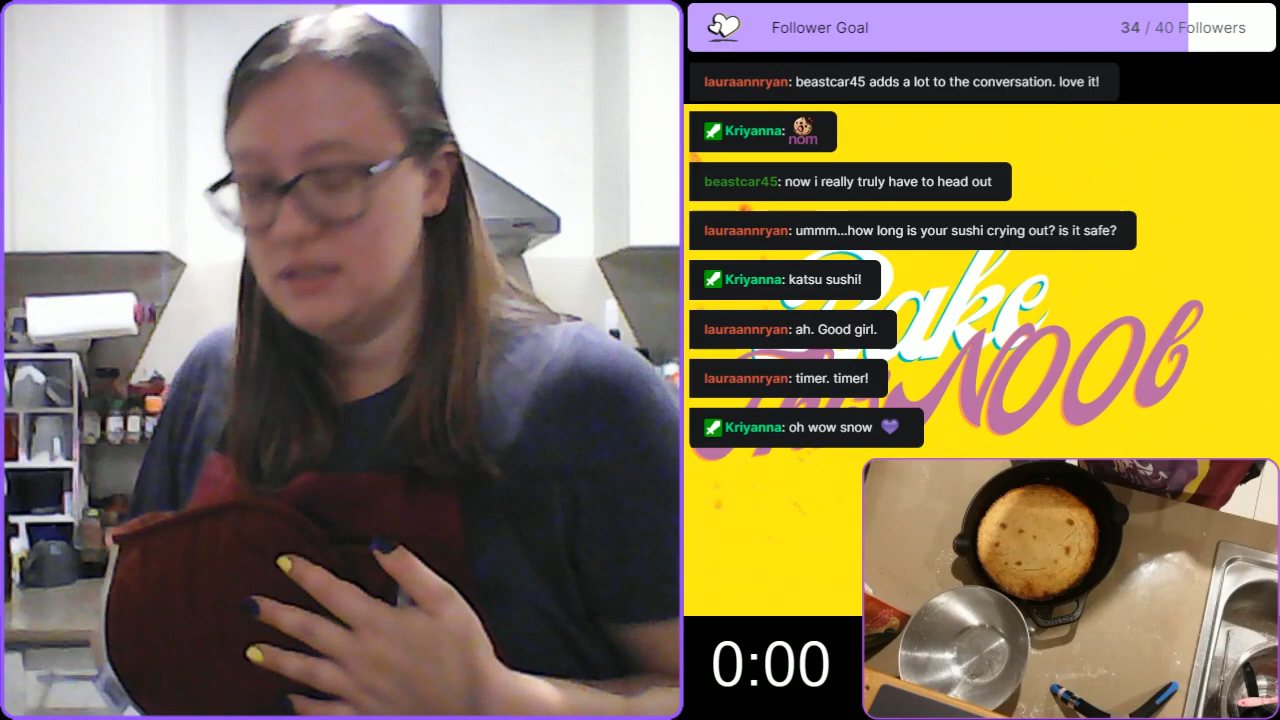 Follower Goal
34 / 40 Followers
lauraannryan: beastcar45 adds a lot to the conversation. love it!
Kriyanna: nom
beastcar45: now i really truly have to head out
lauraannryan: ummm...how long is your sushi crying out? is it safe?
Kriyanna: katsu sushi!
lauraannryan: ah. Good girl.
lauraannryan: timer. timer!
Kriyanna: oh wow snow 💜
Bake
NOOb
0:00